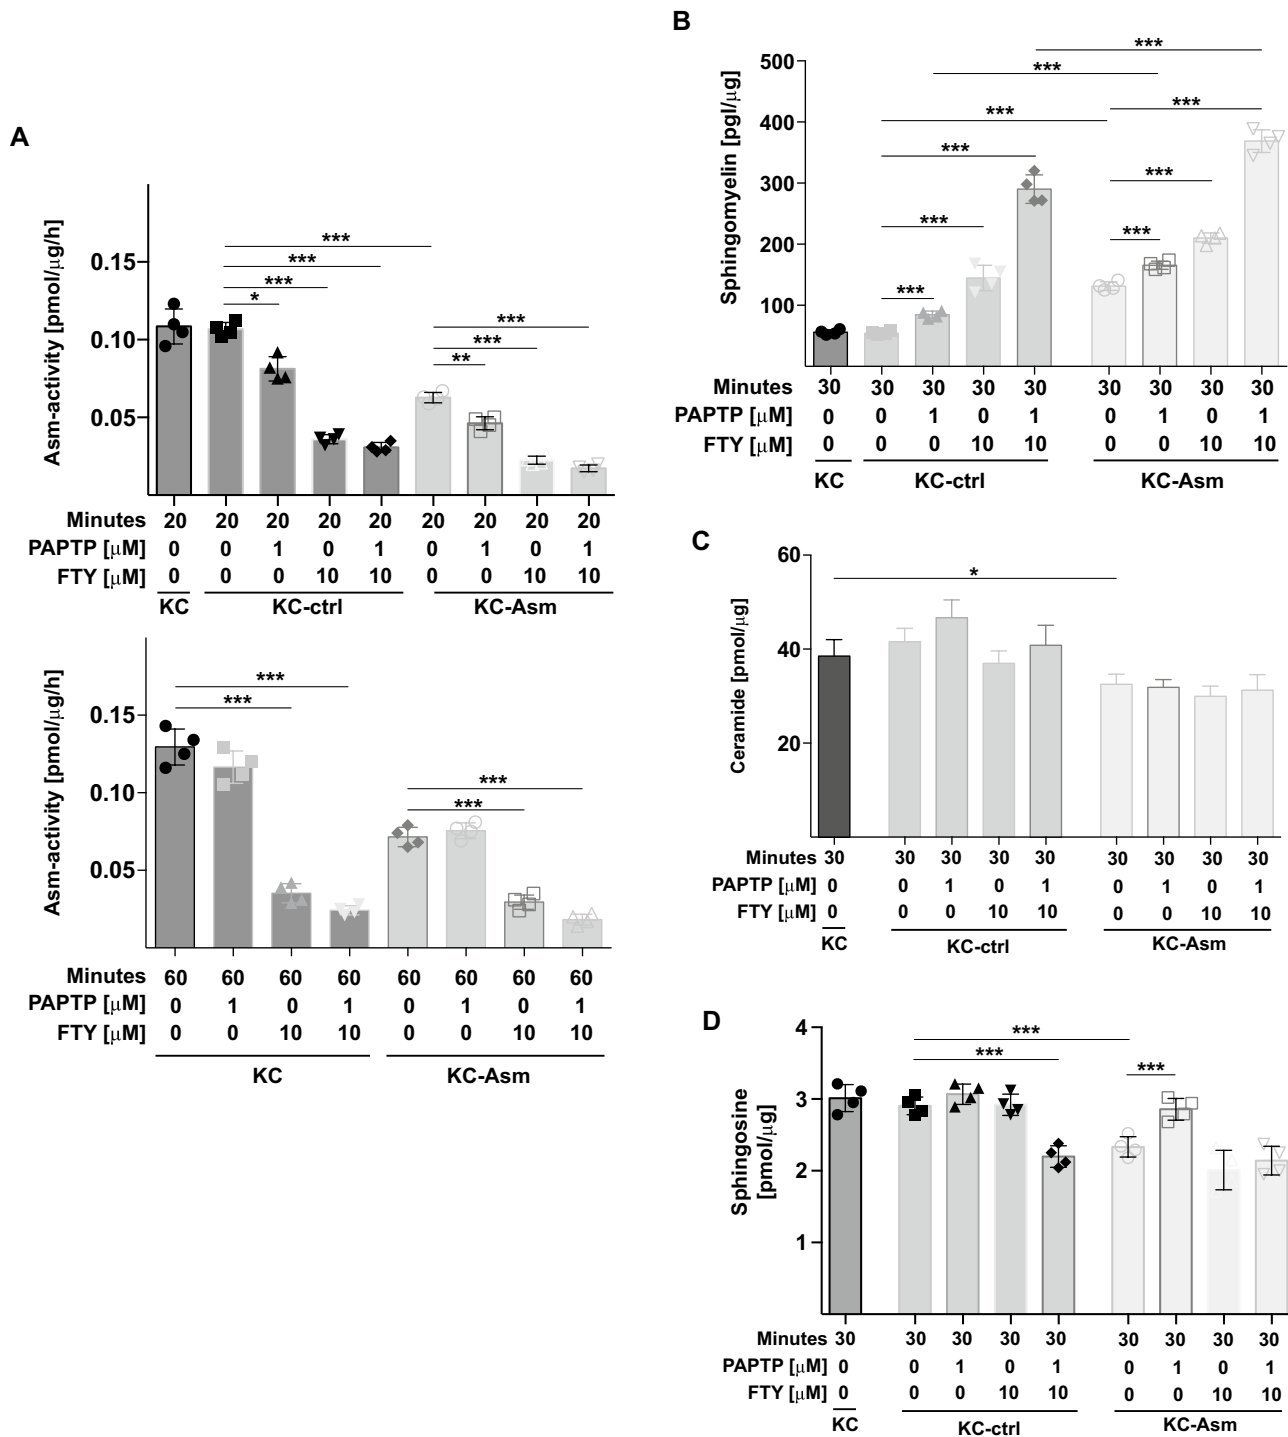 A
Asm-activity [pmol/μg/h]
0.15
0.10
0.05
***
***
***
*
***
***
**
Minutes 20 20 20 20 20 20 20 20 20
PAPTP [μM] 0 0 1 0 1 0 1 0 1
FTY [μM] 0 0 0 10 10 0 0 10 10
KC KC-ctrl KC-Asm
Asm-activity [pmol/μg/h]
0.15
0.10
0.05
***
***
***
***
Minutes 60 60 60 60 60 60 60 60
PAPTP [μM] 0 1 0 1 0 1 0 1
FTY [μM] 0 0 10 10 0 0 10 10
KC KC-Asm
B
Sphingomyelin [pgl/μg]
500
400
300
200
100
***
***
***
***
***
***
***
***
***
Minutes 30 30 30 30 30 30 30 30 30
PAPTP [μM] 0 0 1 0 1 0 1 0 1
FTY [μM] 0 0 0 10 10 0 0 10 10
KC KC-ctrl KC-Asm
C
Ceramide [pmol/μg]
60
40
20
*
Minutes 30 30 30 30 30 30 30 30 30
PAPTP [μM] 0 0 1 0 1 0 1 0 1
FTY [μM] 0 0 0 10 10 0 0 10 10
KC KC-ctrl KC-Asm
D
Sphingosine
[pmol/μg]
4
3
2
1
***
***
***
Minutes 30 30 30 30 30 30 30 30 30
PAPTP [μM] 0 0 1 0 1 0 1 0 1
FTY [μM] 0 0 0 10 10 0 0 10 10
KC KC-ctrl KC-Asm